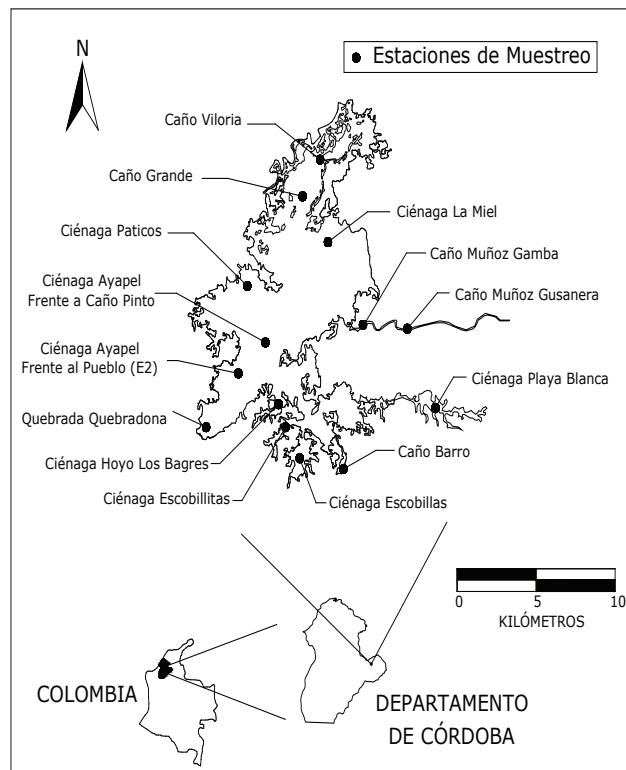 N
Estaciones de Muestreo
Caño Viloria
Caño Grande
Ciénaga La Miel
Ciénaga Paticos
Caño Muñoz Gamba
Ciénaga Ayapel
Frente a Caño Pinto
Caño Muñoz Gusanera
Ciénaga Ayapel
Frente al Pueblo (E2)
Ciénaga Playa Blanca
Quebrada Quebradona
Ciénaga Hoyo Los Bagres
Caño Barro
Ciénaga Escobillitas
Ciénaga Escobillas
0 5 10
KILÓMETROS
COLOMBIA
DEPARTAMENTO
DE CÓRDOBA